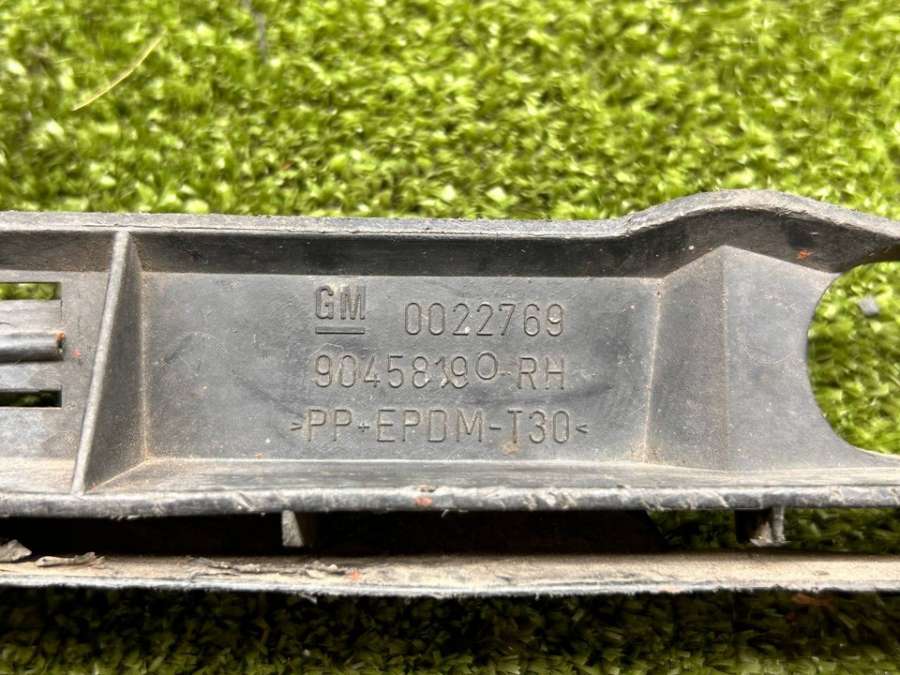 GM 0022769
90458190-RH
>PP+EPDM-T30<